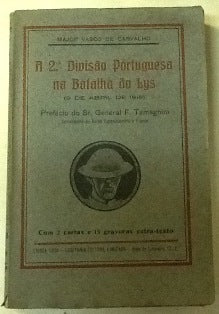 MAJOR VASCO DE CARVALHO
A 2.ª Divisão Portuguesa
na Batalha do Lys
(9 DE ABRIL DE 1918)
Prefácio do Sr. General F. Tamagnini
Com 2 cartas e 15 gravuras extra-texto